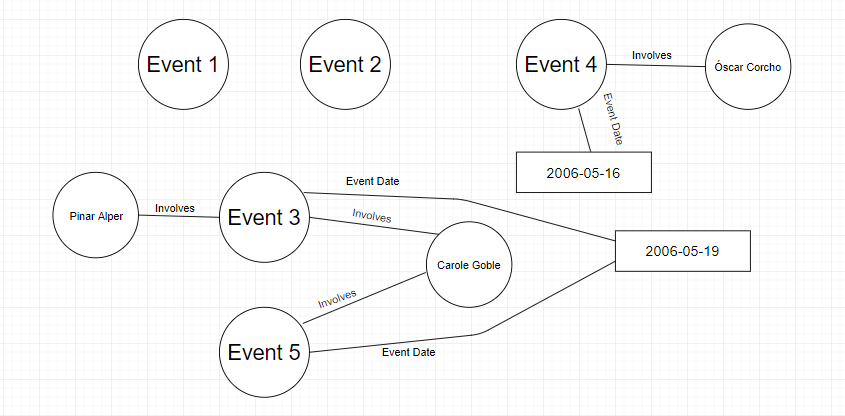 Event 1
Event 2
Event 4
Involves
Óscar Corcho
Event Date
2006-05-16
Pinar Alper
Involves
Event 3
Event Date
Involves
Carole Goble
2006-05-19
Involves
Event 5
Event Date